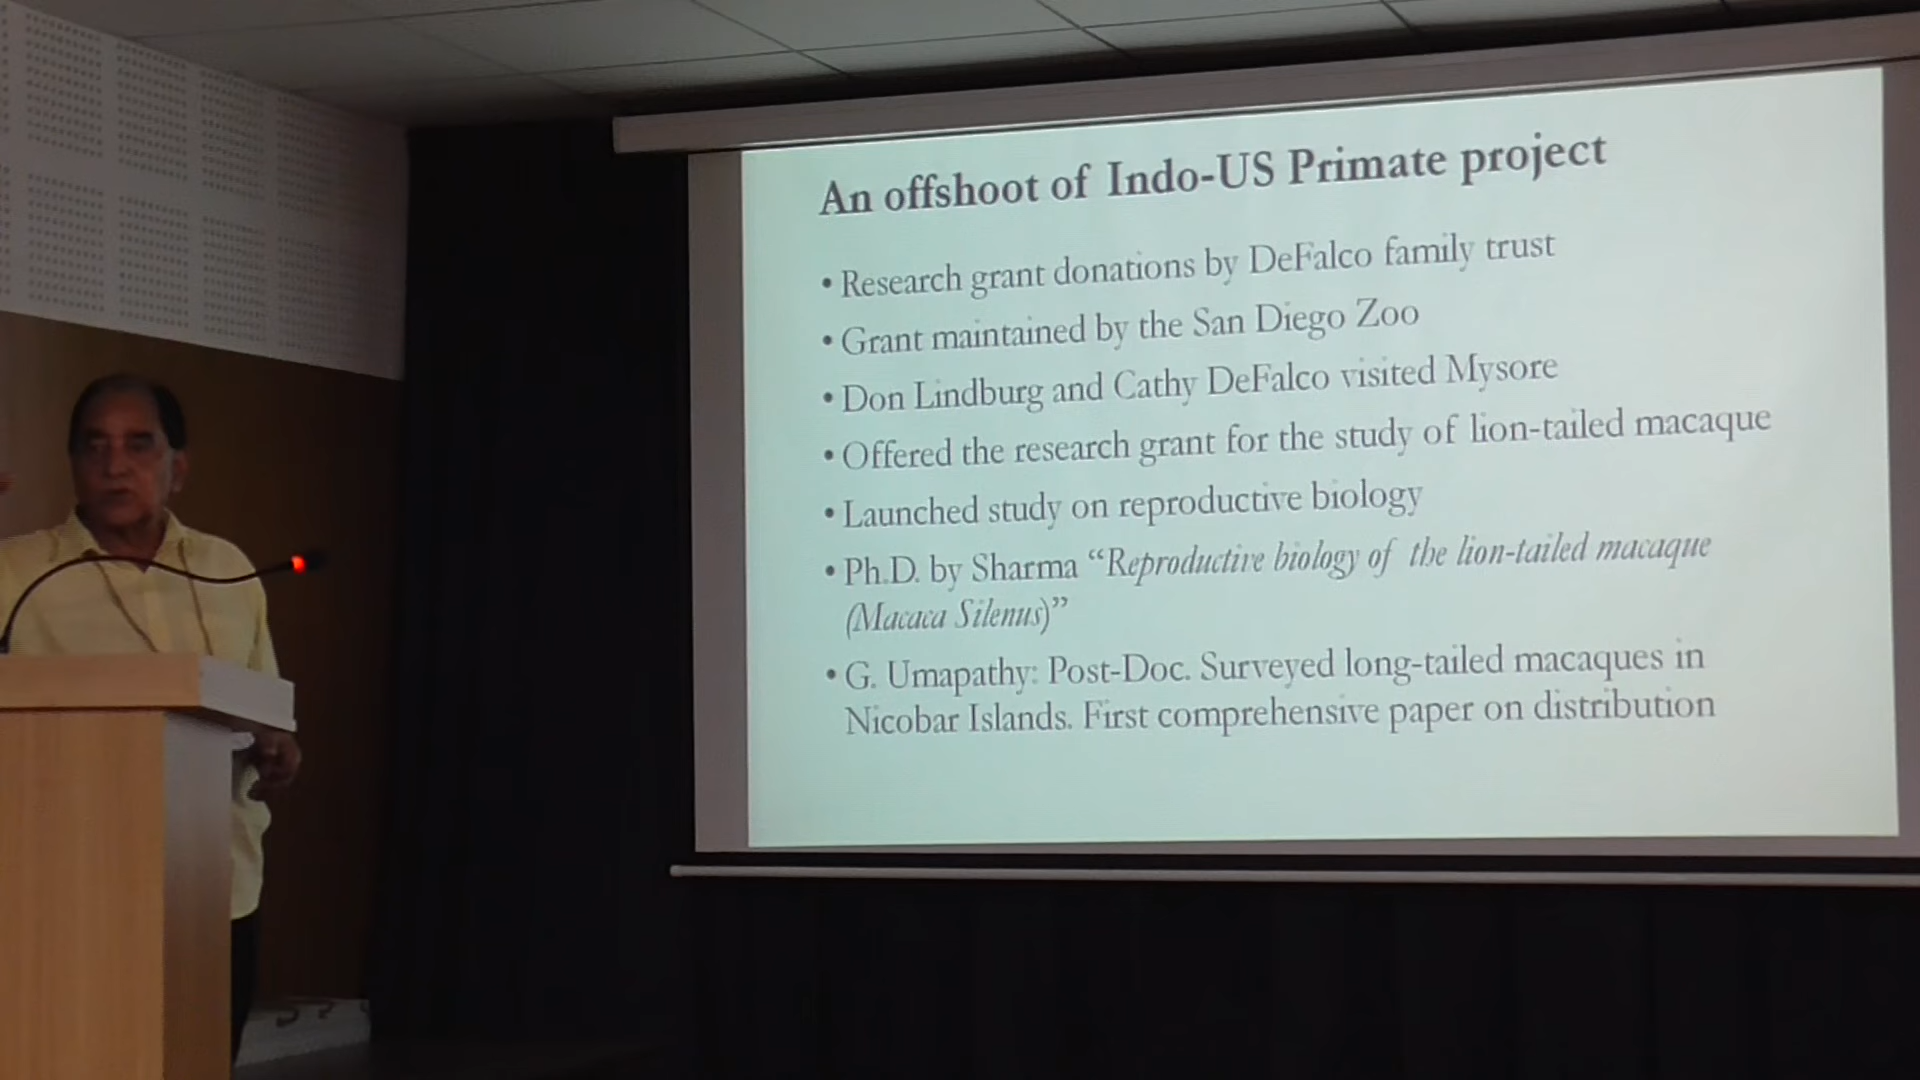 An offshoot of Indo-US Primate project
• Research grant donations by DeFalco family trust
• Grant maintained by the San Diego Zoo
• Don Lindburg and Cathy DeFalco visited Mysore
• Offered the research grant for the study of lion-tailed macaque
• Launched study on reproductive biology
• Ph.D. by Sharma “Reproductive biology of the lion-tailed macaque
(Macaca Silenus)”
• G. Umapathy: Post-Doc. Surveyed long-tailed macaques in
Nicobar Islands. First comprehensive paper on distribution